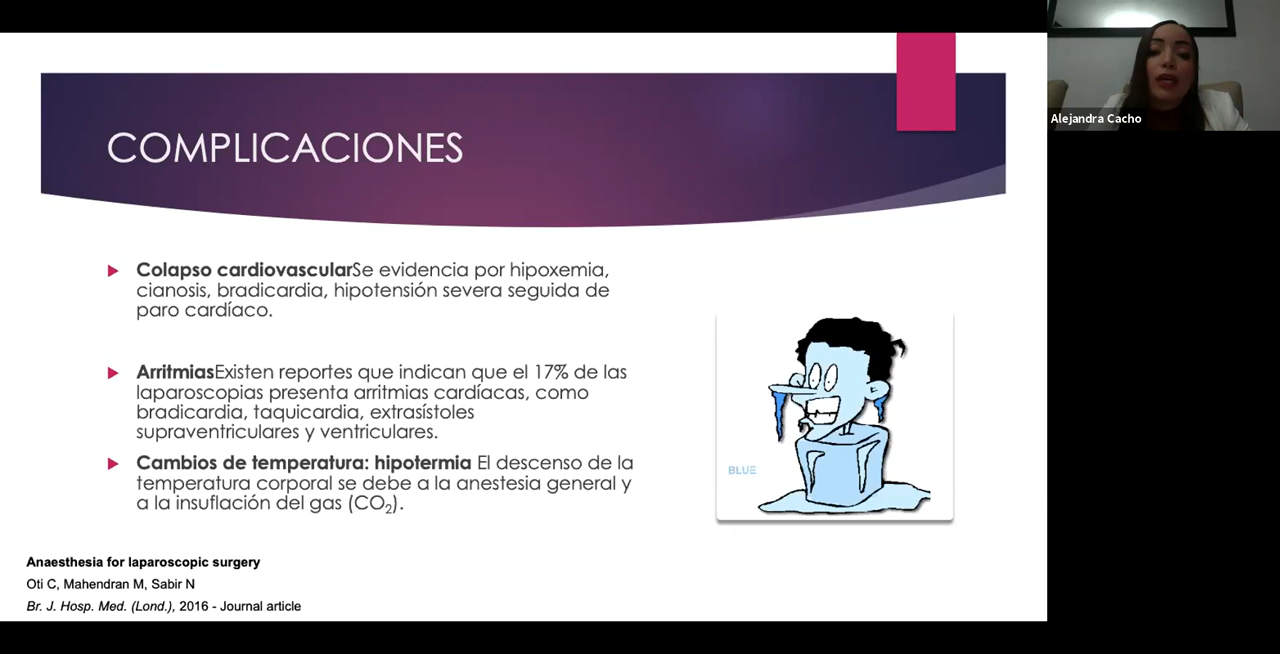 COMPLICACIONES
Colapso cardiovascularSe evidencia por hipoxemia,
cianosis, bradicardia, hipotensión severa seguida de
paro cardíaco.
ArritmiasExisten reportes que indican que el 17% de las
laparoscopias presenta arritmias cardíacas, como
bradicardia, taquicardia, extrasístoles
supraventriculares y ventriculares.
Cambios de temperatura: hipotermia El descenso de la
temperatura corporal se debe a la anestesia general y
a la insuflación del gas (CO₂).
BLUE
Anaesthesia for laparoscopic surgery
Oti C, Mahendran M, Sabir N
Br. J. Hosp. Med. (Lond.), 2016 - Journal article
Alejandra Cacho